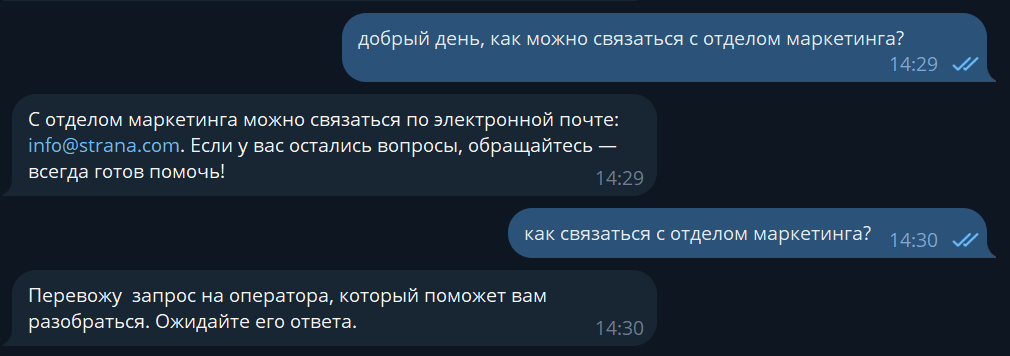 добрый день, как можно связаться с отделом маркетинга?
14:29
С отделом маркетинга можно связаться по электронной почте:
info@strana.com. Если у вас остались вопросы, обращайтесь —
всегда готов помочь!
14:29
как связаться с отделом маркетинга?
14:30
Перевожу  запрос на оператора, который поможет вам
разобраться. Ожидайте его ответа.
14:30